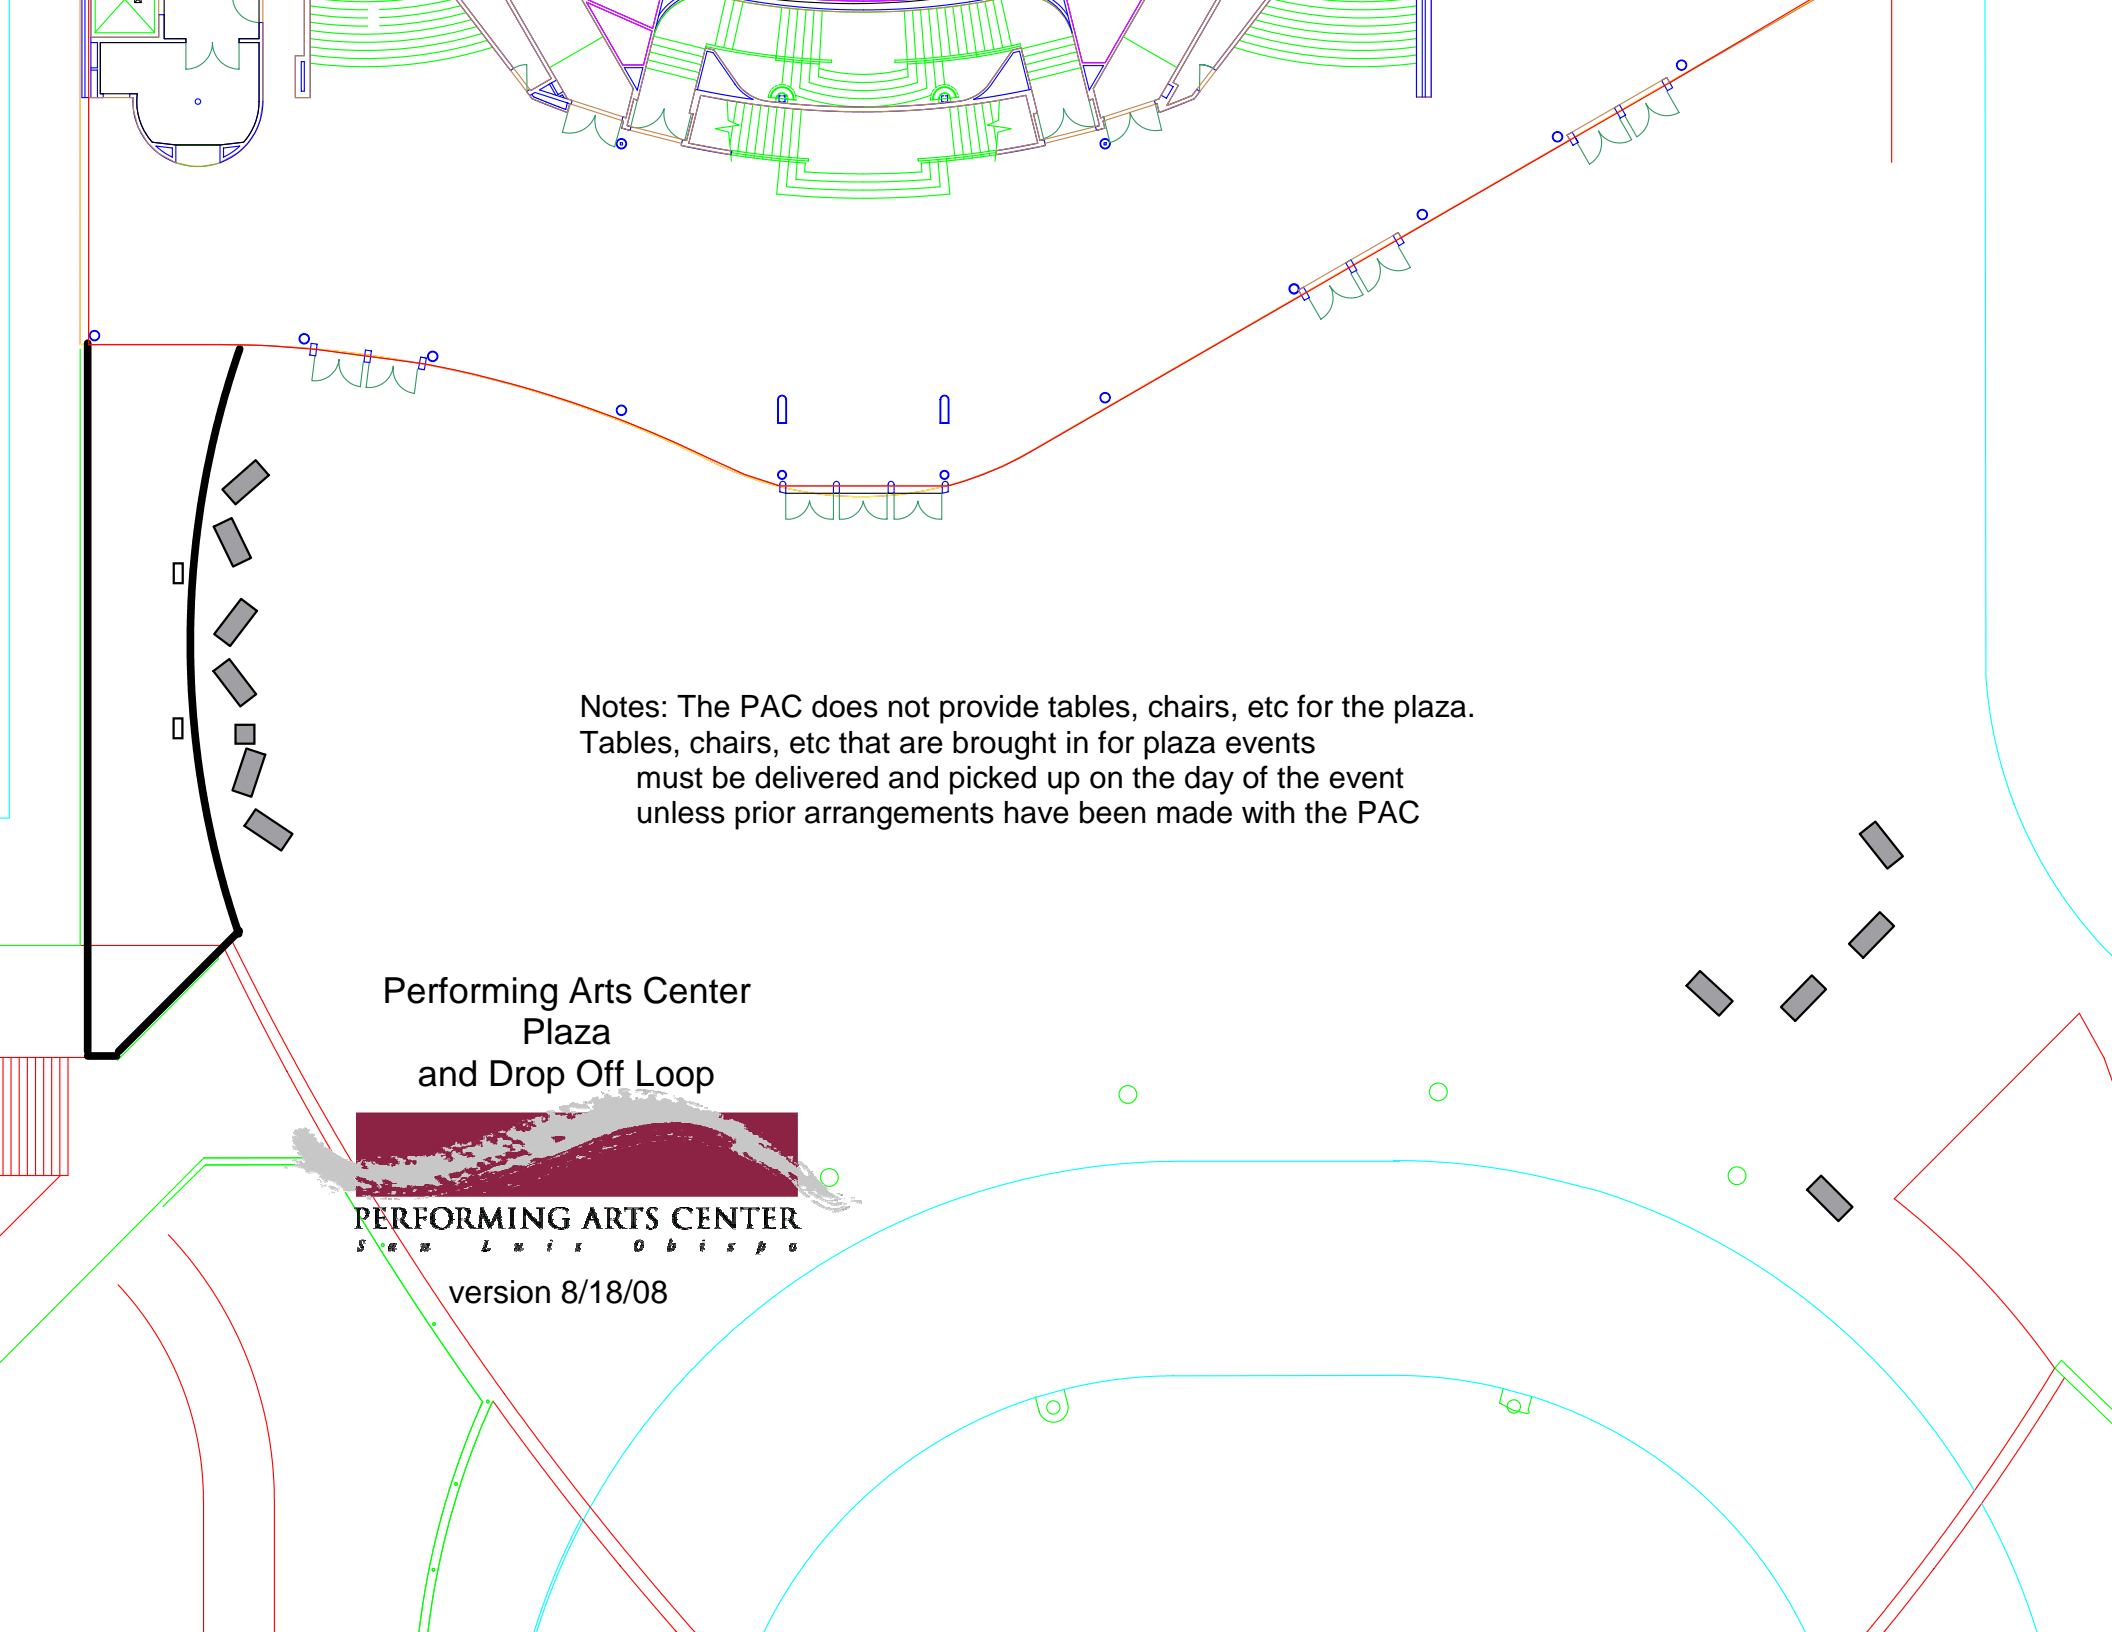 Notes: The PAC does not provide tables, chairs, etc for the plaza.
Tables, chairs, etc that are brought in for plaza events
must be delivered and picked up on the day of the event
unless prior arrangements have been made with the PAC
Performing Arts Center
Plaza
and Drop Off Loop
PERFORMING ARTS CENTER
San Luis Obispo
version 8/18/08